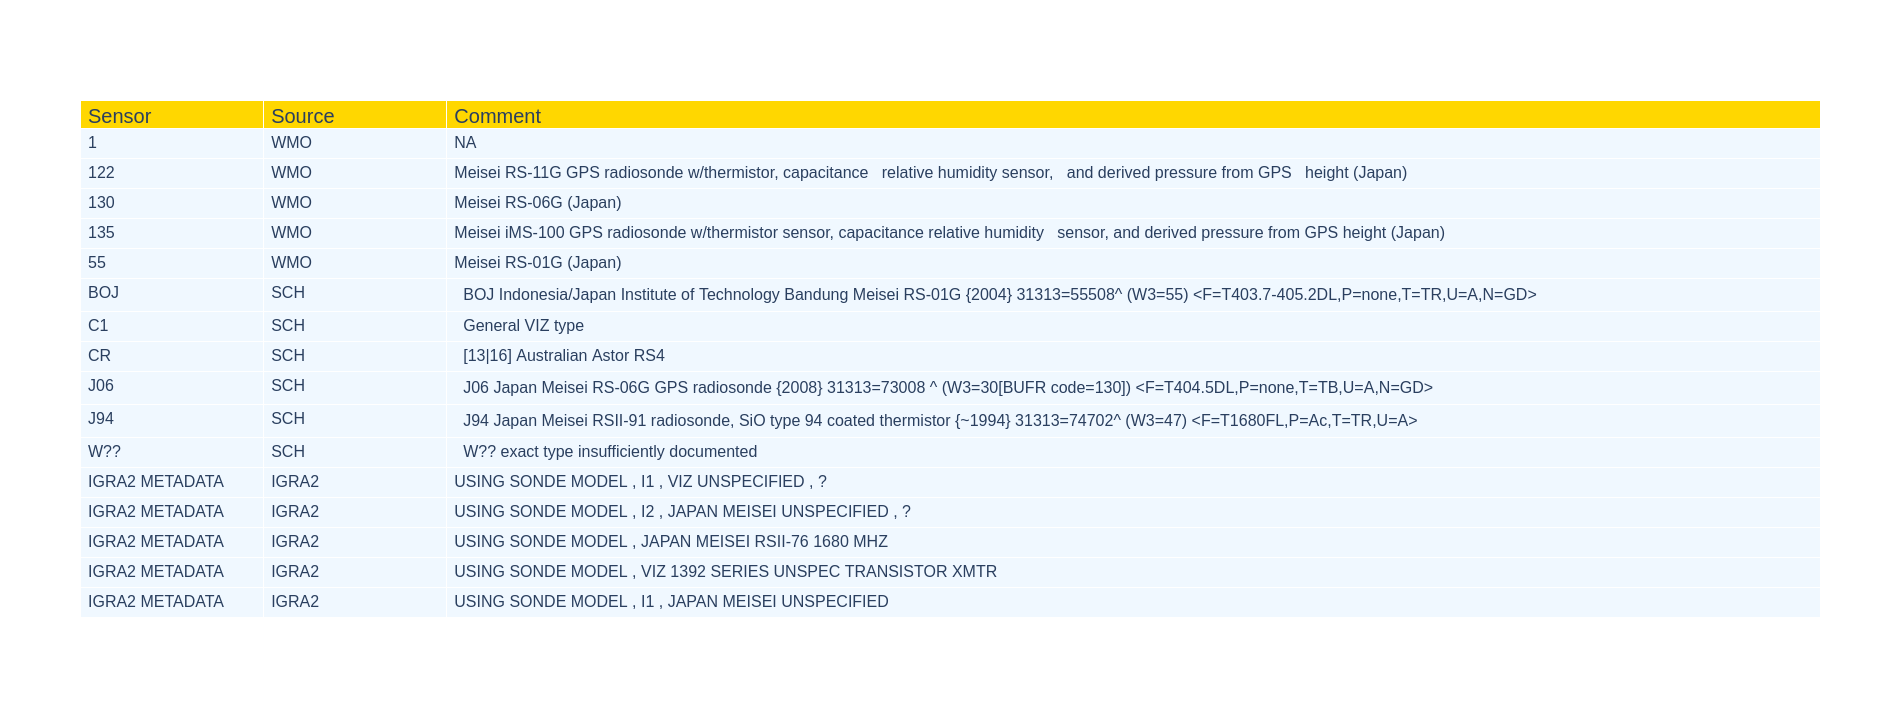 Sensor Source Comment
1 WMO NA
122 WMO Meisei RS-11G GPS radiosonde w/thermistor, capacitance   relative humidity sensor,   and derived pressure from GPS   height (Japan)
130 WMO Meisei RS-06G (Japan)
135 WMO Meisei iMS-100 GPS radiosonde w/thermistor sensor, capacitance relative humidity   sensor, and derived pressure from GPS height (Japan)
55 WMO Meisei RS-01G (Japan)
BOJ SCH BOJ Indonesia/Japan Institute of Technology Bandung Meisei RS-01G {2004} 31313=55508^ (W3=55) <F=T403.7-405.2DL,P=none,T=TR,U=A,N=GD>
C1 SCH General VIZ type
CR SCH [13|16] Australian Astor RS4
J06 SCH J06 Japan Meisei RS-06G GPS radiosonde {2008} 31313=73008 ^ (W3=30[BUFR code=130]) <F=T404.5DL,P=none,T=TB,U=A,N=GD>
J94 SCH J94 Japan Meisei RSII-91 radiosonde, SiO type 94 coated thermistor {~1994} 31313=74702^ (W3=47) <F=T1680FL,P=Ac,T=TR,U=A>
W?? SCH W?? exact type insufficiently documented
IGRA2 METADATA IGRA2 USING SONDE MODEL , I1 , VIZ UNSPECIFIED , ?
IGRA2 METADATA IGRA2 USING SONDE MODEL , I2 , JAPAN MEISEI UNSPECIFIED , ?
IGRA2 METADATA IGRA2 USING SONDE MODEL , JAPAN MEISEI RSII-76 1680 MHZ
IGRA2 METADATA IGRA2 USING SONDE MODEL , VIZ 1392 SERIES UNSPEC TRANSISTOR XMTR
IGRA2 METADATA IGRA2 USING SONDE MODEL , I1 , JAPAN MEISEI UNSPECIFIED